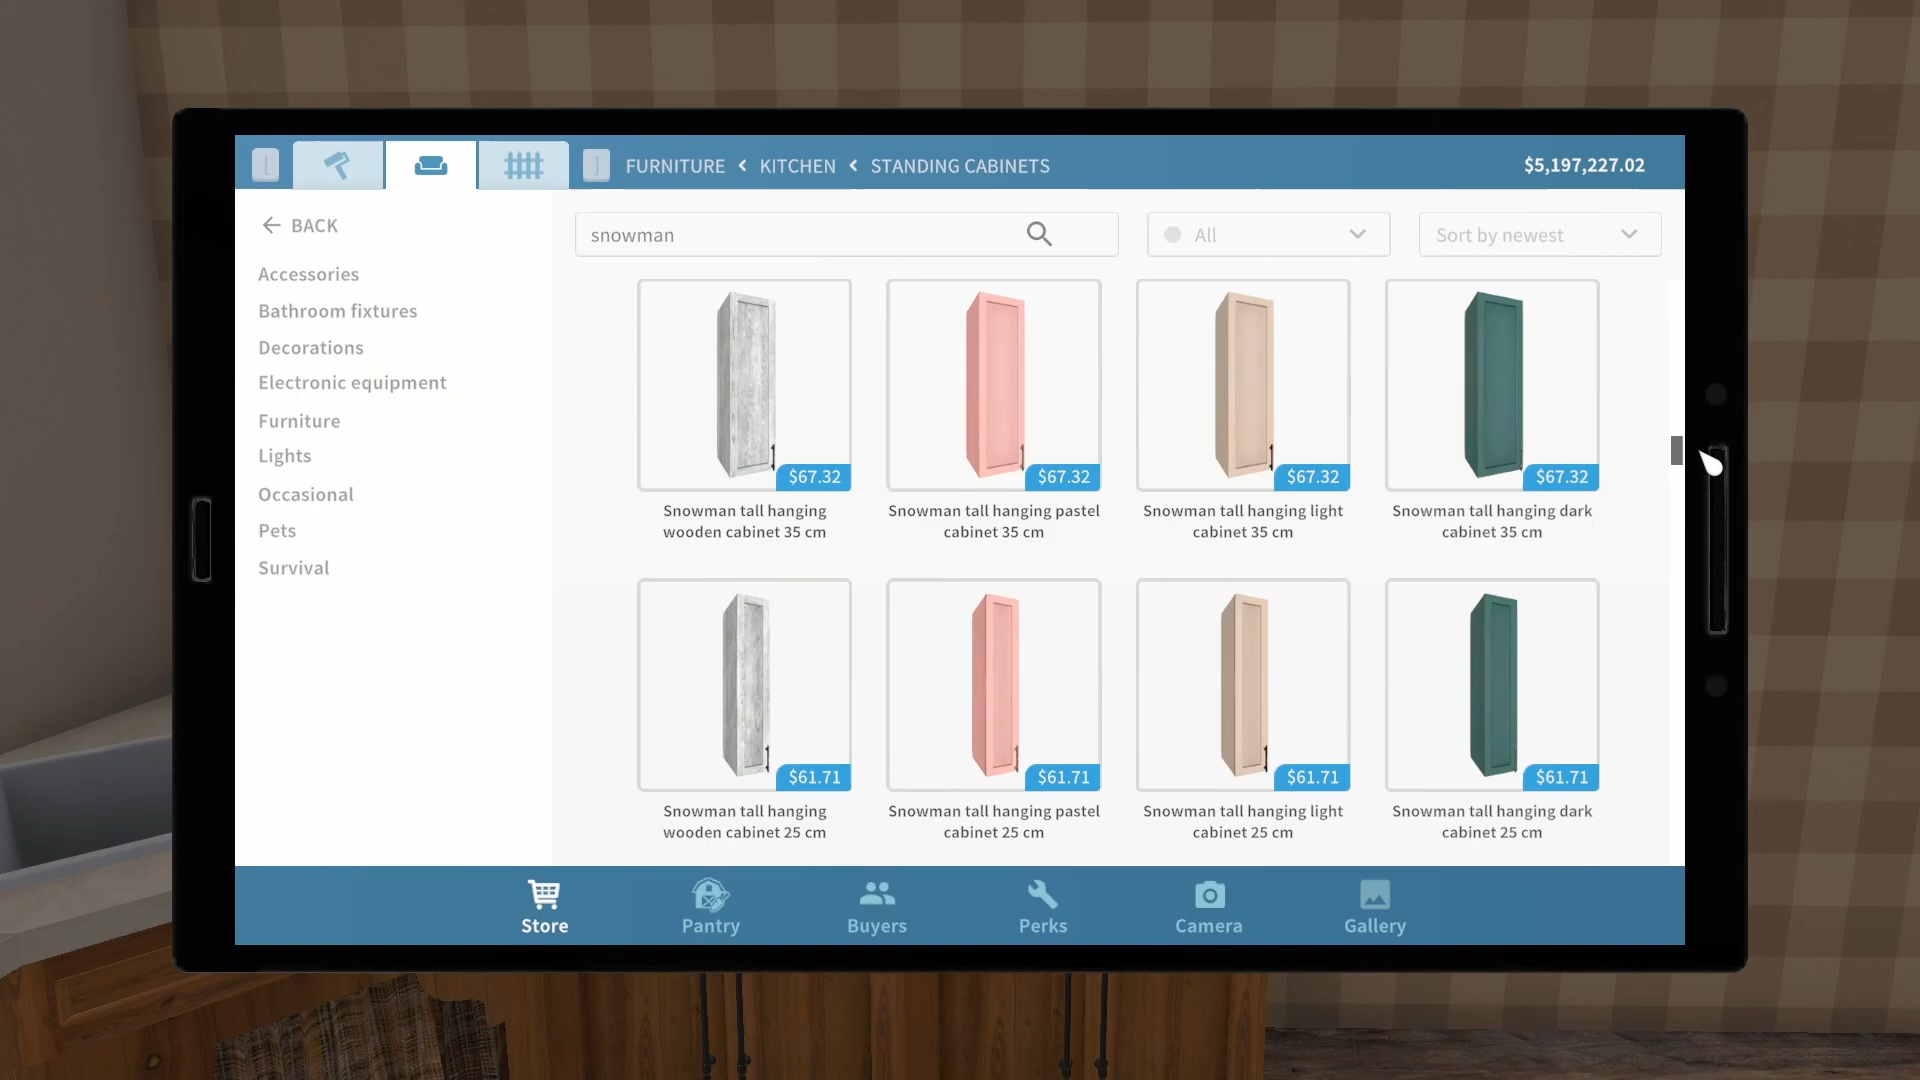 [
]
FURNITURE < KITCHEN < STANDING CABINETS
$5,197,227.02
BACK
snowman
All
Sort by newest
Accessories
Bathroom fixtures
Decorations
Electronic equipment
Furniture
Lights
Occasional
Pets
Survival
$67.32
$67.32
$67.32
$67.32
Snowman tall hanging
wooden cabinet 35 cm
Snowman tall hanging pastel
cabinet 35 cm
Snowman tall hanging light
cabinet 35 cm
Snowman tall hanging dark
cabinet 35 cm
$61.71
$61.71
$61.71
$61.71
Snowman tall hanging
wooden cabinet 25 cm
Snowman tall hanging pastel
cabinet 25 cm
Snowman tall hanging light
cabinet 25 cm
Snowman tall hanging dark
cabinet 25 cm
Store
Pantry
Buyers
Perks
Camera
Gallery